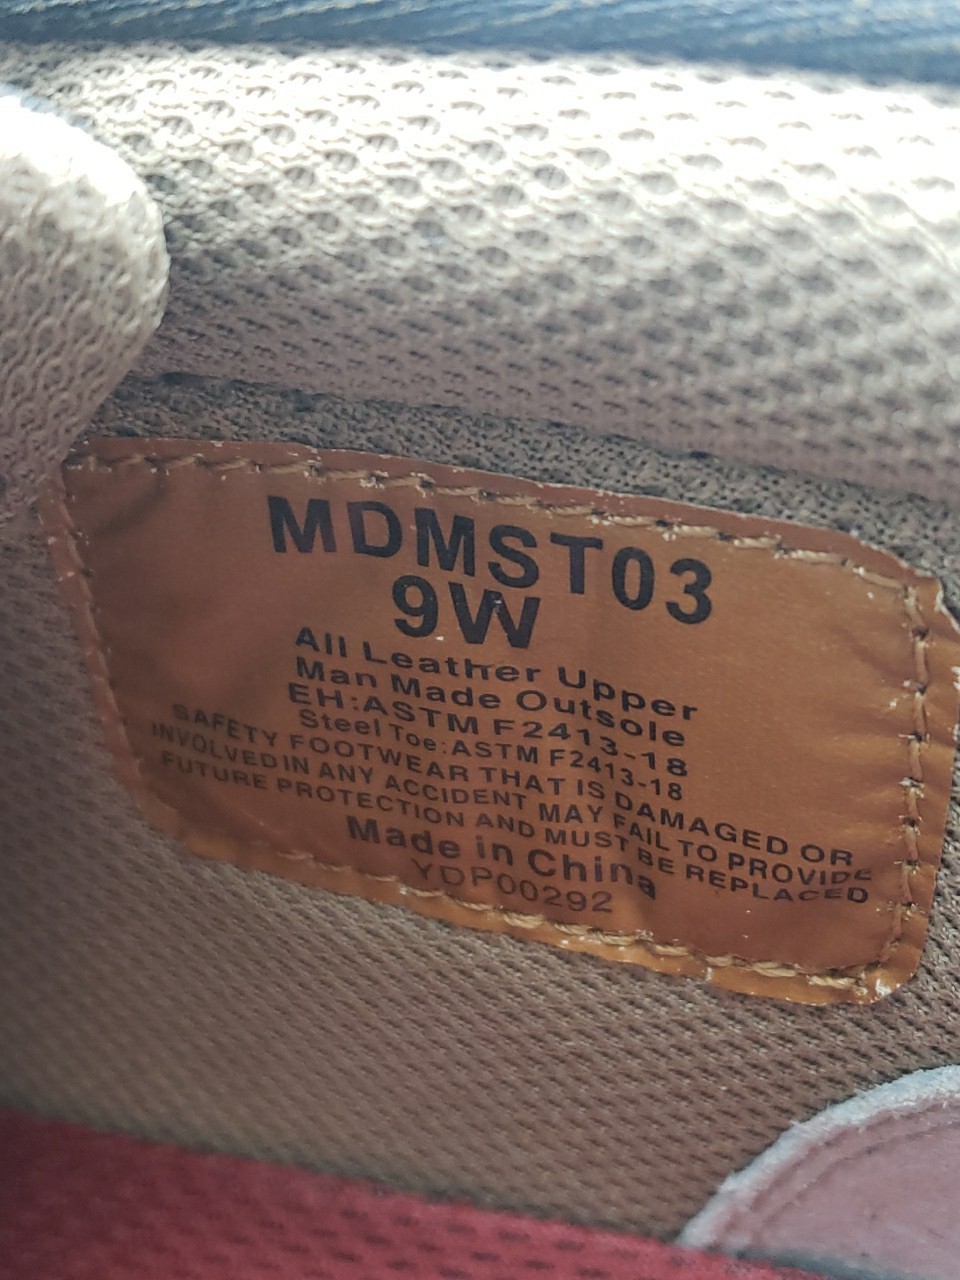 MDMST03
9W
All Leather Upper
Man Made Outsole
EH:ASTM F2413-18
Steel Toe:ASTM F2413-18
SAFETY FOOTWEAR THAT IS DAMAGED OR
INVOLVED IN ANY ACCIDENT MAY FAIL TO PROVIDE
FUTURE PROTECTION AND MUST BE REPLACED
Made in China
YDP00292